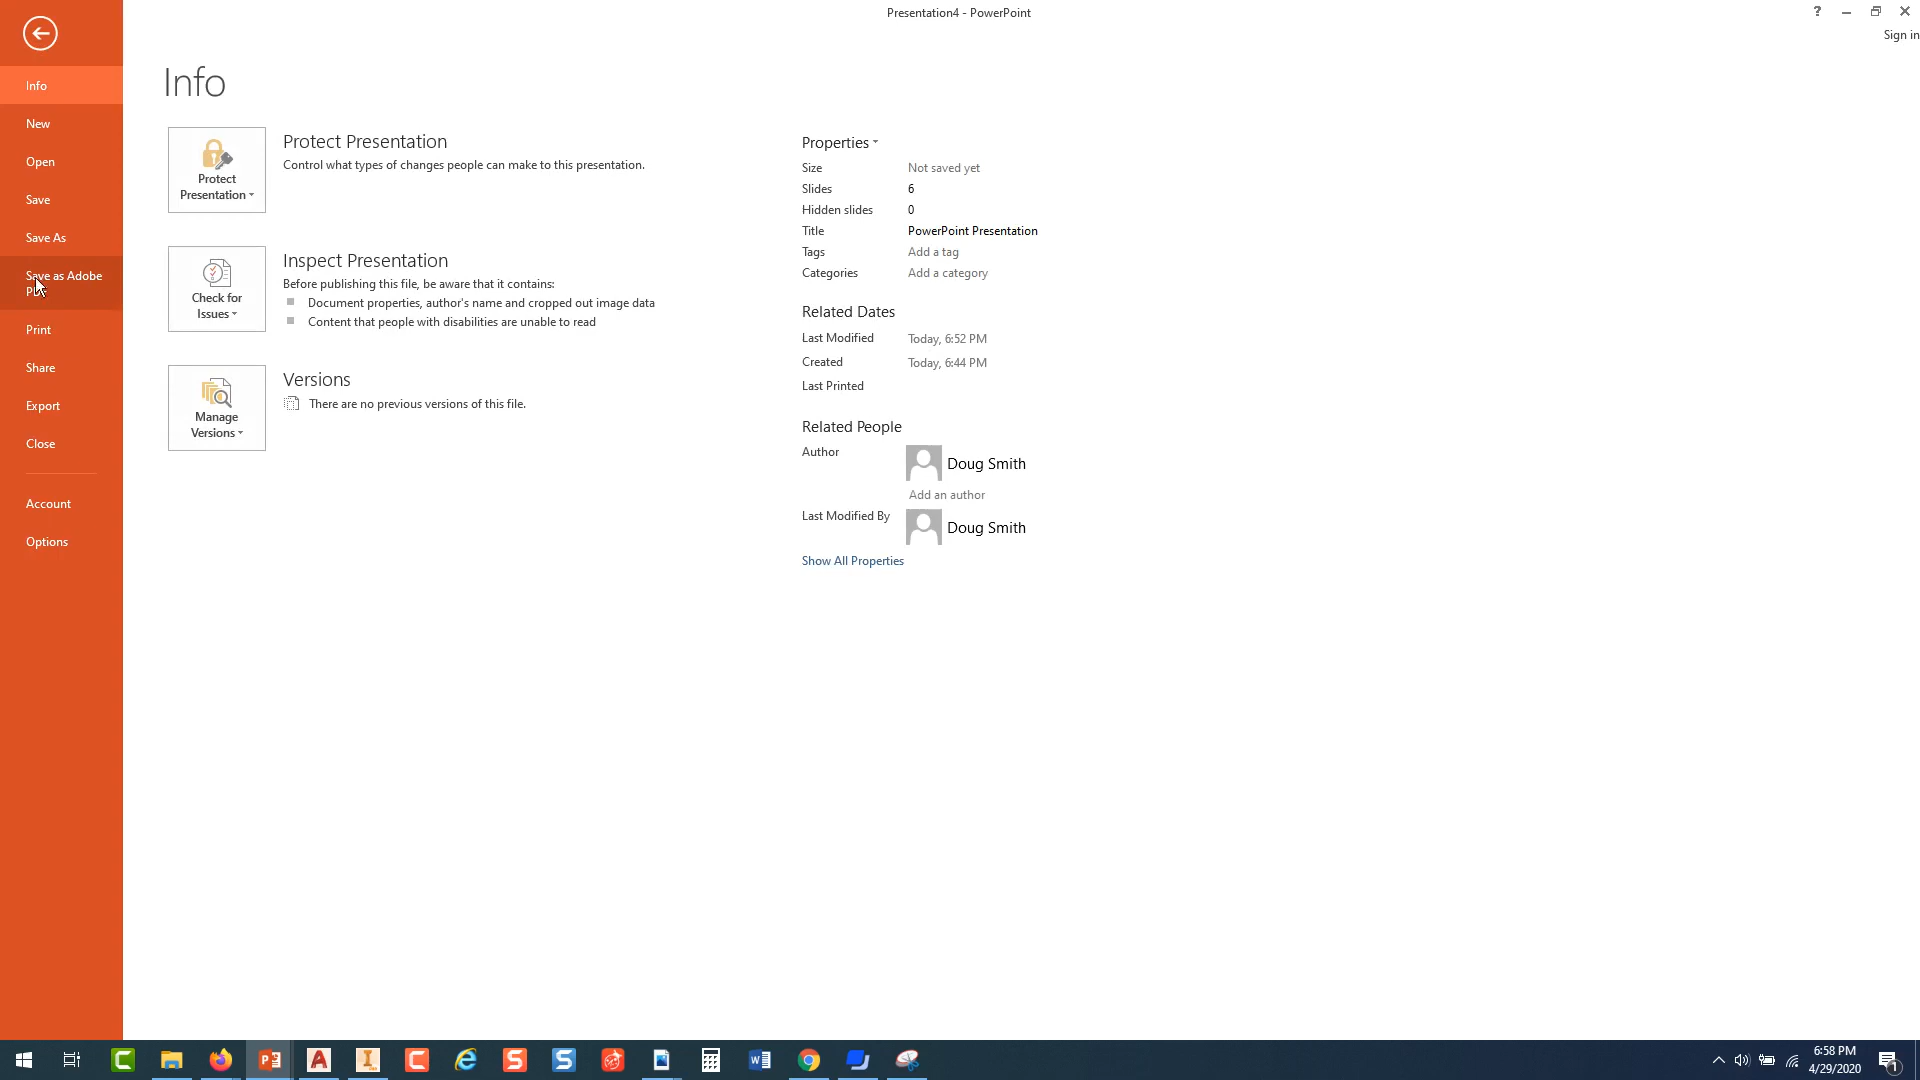 Presentation4 - PowerPoint
?
Sign in
Info
New
Open
Save
Save As
Save as Adobe
PDF
Print
Share
Export
Close
Account
Options
Info
Protect
Presentation
Protect Presentation
Control what types of changes people can make to this presentation.
Check for
Issues
Inspect Presentation
Before publishing this file, be aware that it contains:
Document properties, author's name and cropped out image data
Content that people with disabilities are unable to read
Manage
Versions
Versions
There are no previous versions of this file.
Properties
Size Not saved yet
Slides 6
Hidden slides 0
Title PowerPoint Presentation
Tags Add a tag
Categories Add a category
Related Dates
Last Modified Today, 6:52 PM
Created Today, 6:44 PM
Last Printed
Related People
Author Doug Smith
Add an author
Last Modified By Doug Smith
Show All Properties
6:58 PM
4/29/2020
1